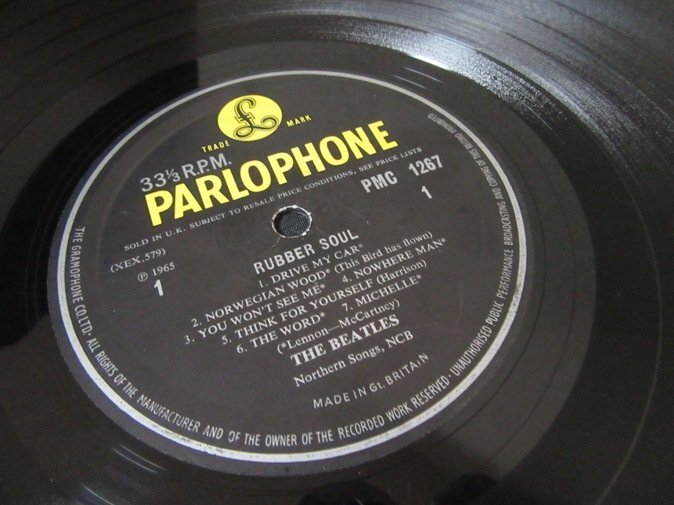 TRADE £ MARK
33⅓ R.P.M.
PARLOPHONE
SOLD IN U.K. SUBJECT TO RESALE PRICE CONDITIONS, SEE PRICE LISTS
PMC 1267
(XEX.579)
1
℗ 1965
1
RUBBER SOUL
1. DRIVE MY CAR*
2. NORWEGIAN WOOD* (This Bird has flown)
3. YOU WON'T SEE ME* 4. NOWHERE MAN*
5. THINK FOR YOURSELF (Harrison)
6. THE WORD* 7. MICHELLE*
(*Lennon—McCartney)
THE BEATLES
Northern Songs, NCB
MADE IN Gt. BRITAIN
THE GRAMOPHONE CO. LTD. ALL RIGHTS OF THE MANUFACTURER AND OF THE OWNER OF THE RECORDED WORK RESERVED · UNAUTHORISED PUBLIC PERFORMANCE BROADCASTING AND COPYING OF THIS RECORD PROHIBITED